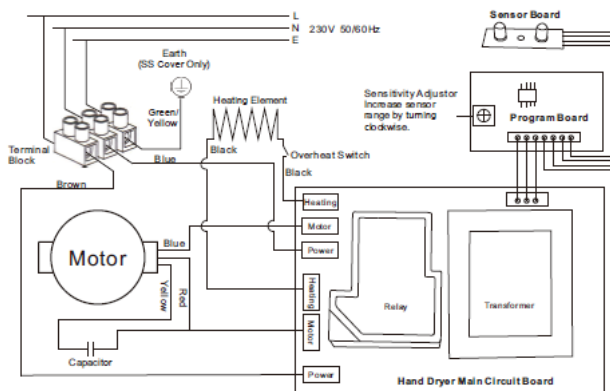 L
N 230V 50/60Hz
E
Sensor Board
Earth
(SS Cover Only)
Green/
Yellow
Heating Element
Sensitivity Adjustor
Increase sensor
range by turning
clockwise.
Program Board
Terminal
Block
Blue
Black
Overheat Switch
Black
Brown
Heating
Motor
Power
Blue
Motor
Yellow
Red
Heating
Motor
Relay
Transformer
Capacitor
Power
Hand Dryer Main Circuit Board